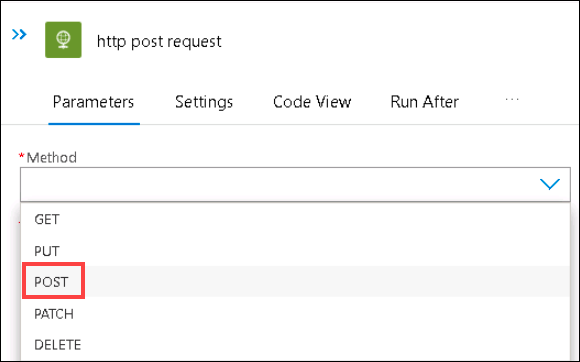 http post request
Parameters Settings Code View Run After ...
*Method
GET
PUT
POST
PATCH
DELETE